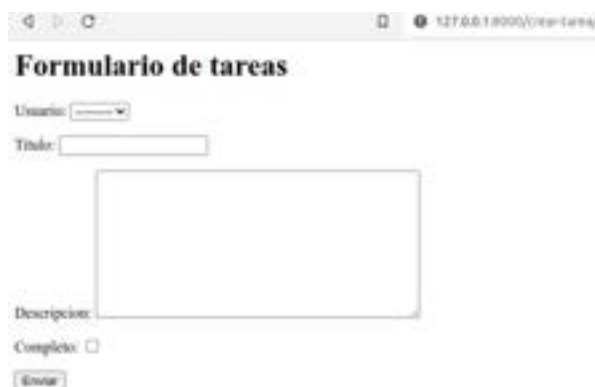 127.0.0.1:8000/crear-tarea/
Formulario de tareas
Usuario: ---------
Titulo:
Descripcion:
Completo:
Enviar